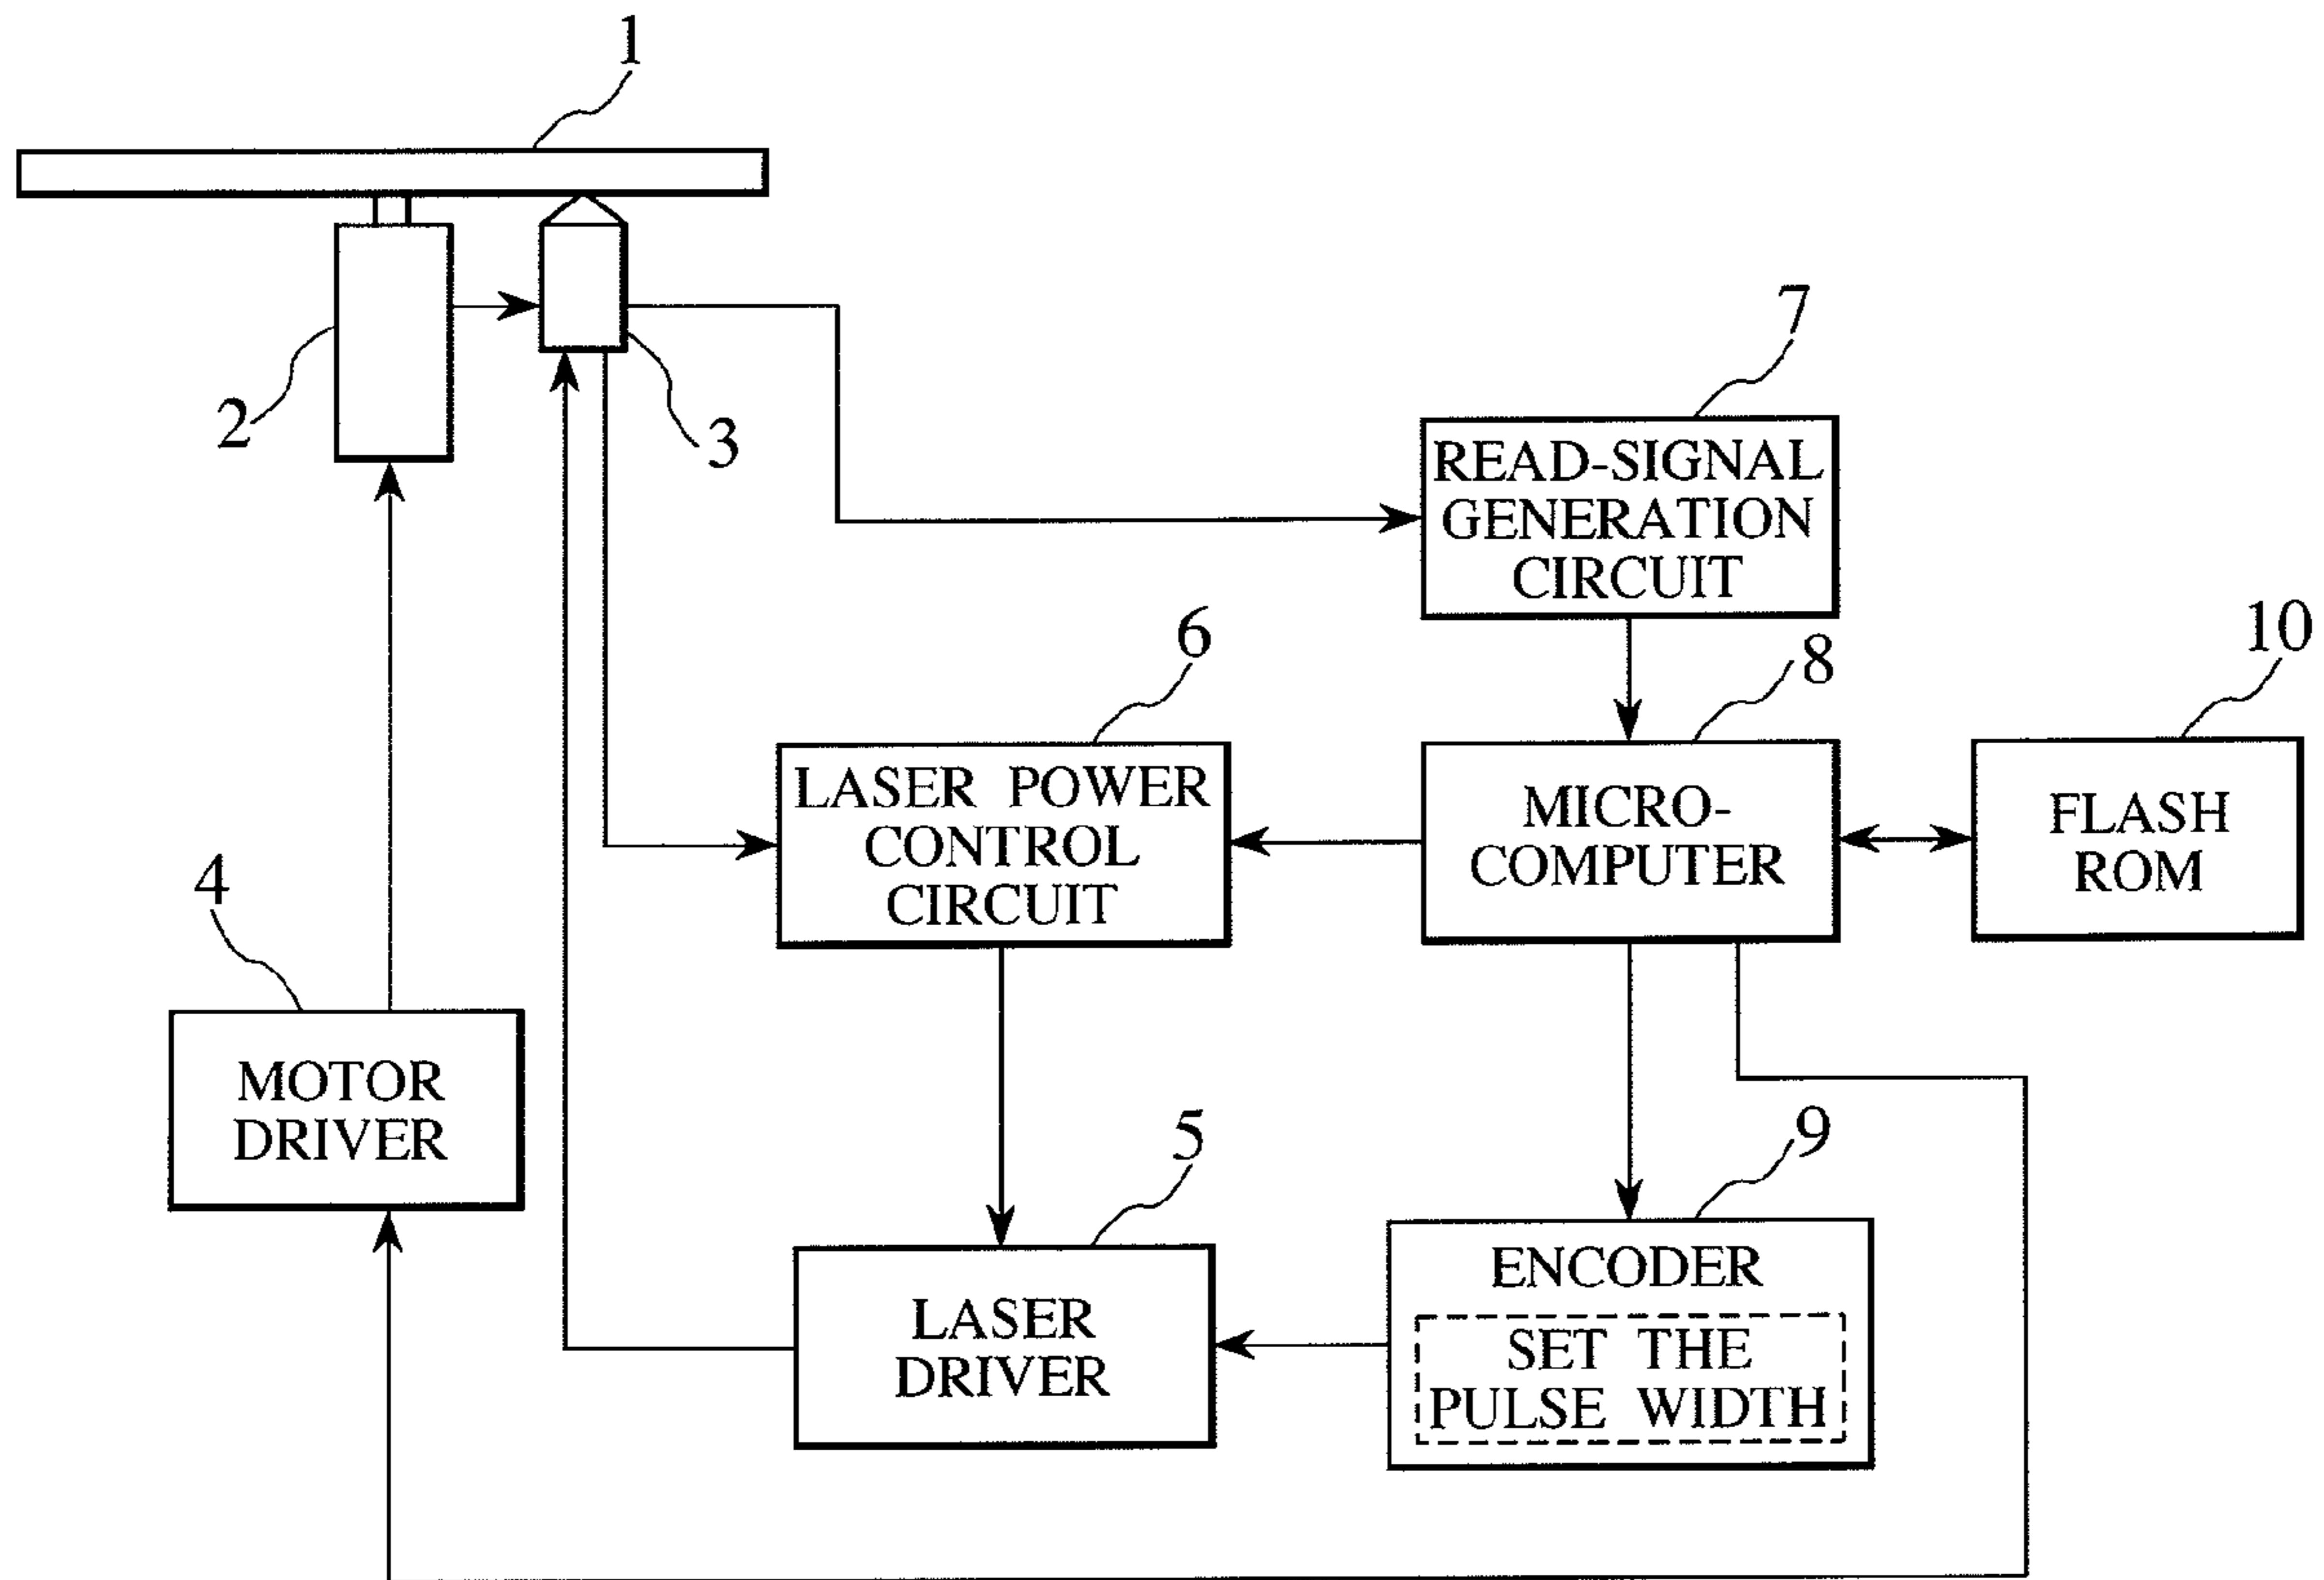 1
2
3
7
READ-SIGNAL
GENERATION
CIRCUIT
6
8
10
LASER POWER
CONTROL
CIRCUIT
MICRO-
COMPUTER
FLASH
ROM
4
MOTOR
DRIVER
5
9
LASER
DRIVER
ENCODER
SET THE
PULSE WIDTH